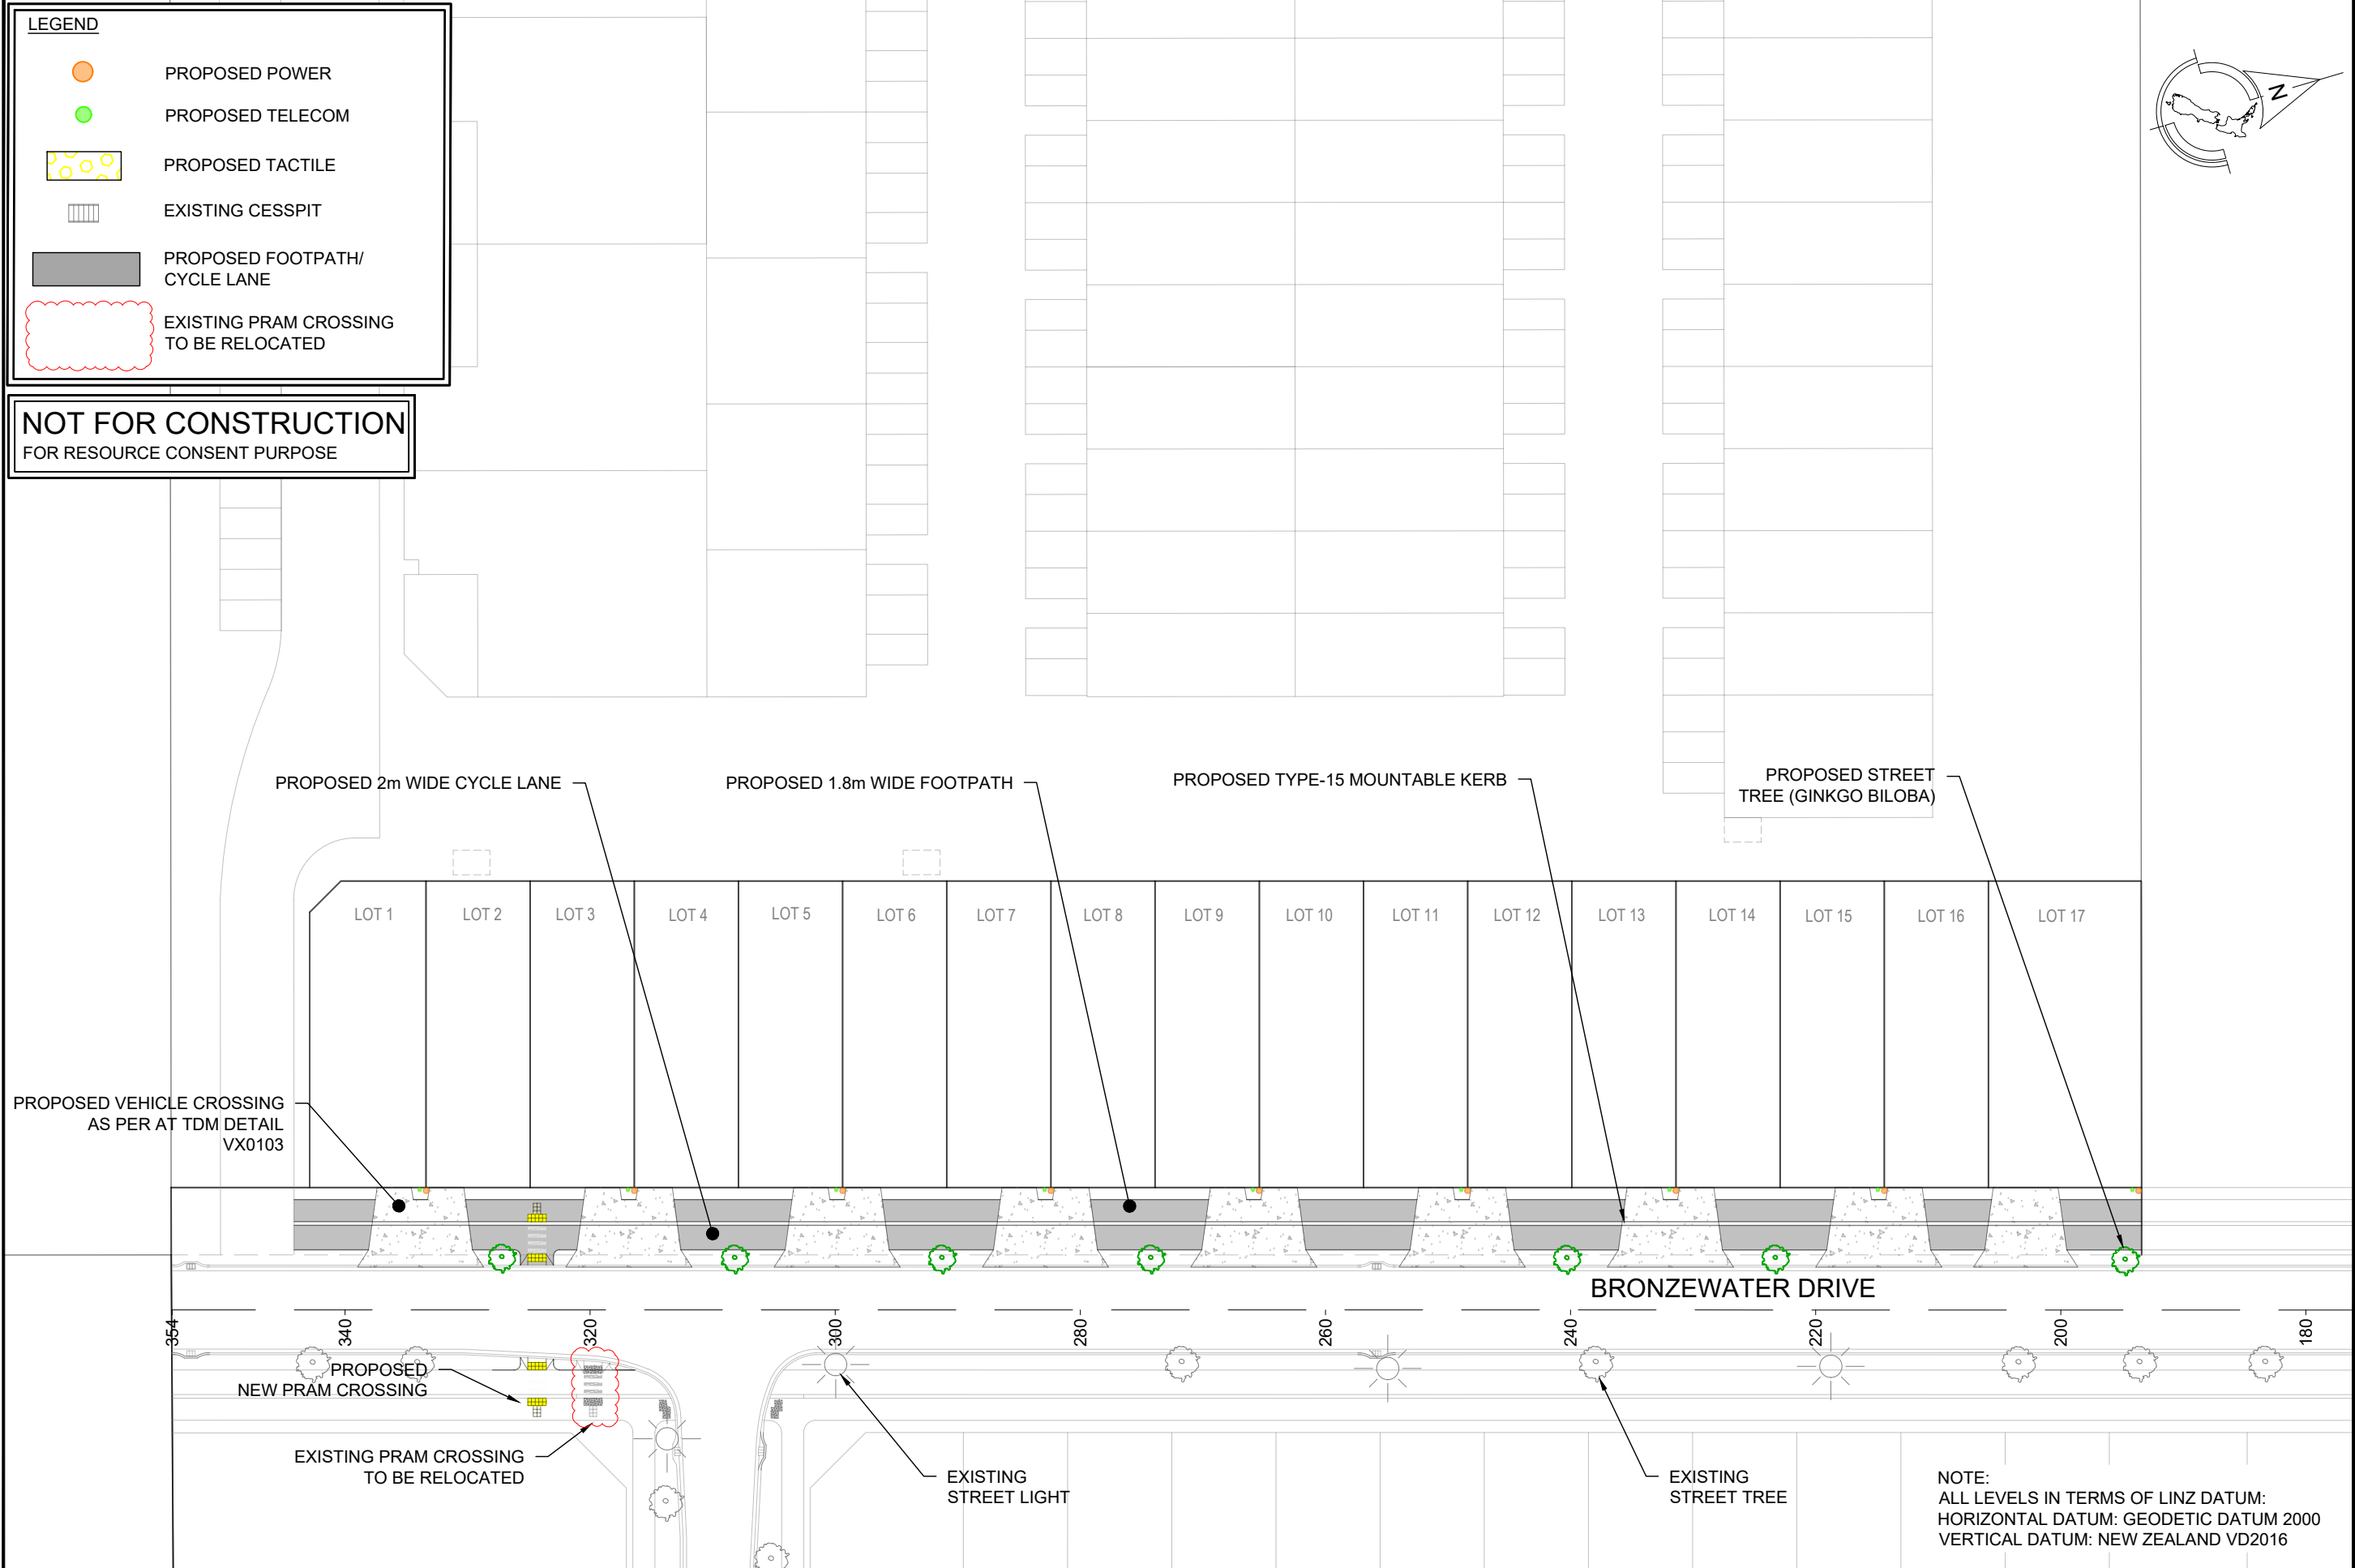 LEGEND
PROPOSED POWER
PROPOSED TELECOM
PROPOSED TACTILE
EXISTING CESSPIT
PROPOSED FOOTPATH/
CYCLE LANE
EXISTING PRAM CROSSING
TO BE RELOCATED
NOT FOR CONSTRUCTION
FOR RESOURCE CONSENT PURPOSE
N
PROPOSED 2m WIDE CYCLE LANE
PROPOSED 1.8m WIDE FOOTPATH
PROPOSED TYPE-15 MOUNTABLE KERB
PROPOSED STREET
TREE (GINKGO BILOBA)
LOT 1
LOT 2
LOT 3
LOT 4
LOT 5
LOT 6
LOT 7
LOT 8
LOT 9
LOT 10
LOT 11
LOT 12
LOT 13
LOT 14
LOT 15
LOT 16
LOT 17
PROPOSED VEHICLE CROSSING
AS PER AT TDM DETAIL
VX0103
BRONZEWATER DRIVE
354
340
320
300
280
260
240
220
200
180
PROPOSED
NEW PRAM CROSSING
EXISTING PRAM CROSSING
TO BE RELOCATED
EXISTING
STREET LIGHT
EXISTING
STREET TREE
NOTE:
ALL LEVELS IN TERMS OF LINZ DATUM:
HORIZONTAL DATUM: GEODETIC DATUM 2000
VERTICAL DATUM: NEW ZEALAND VD2016